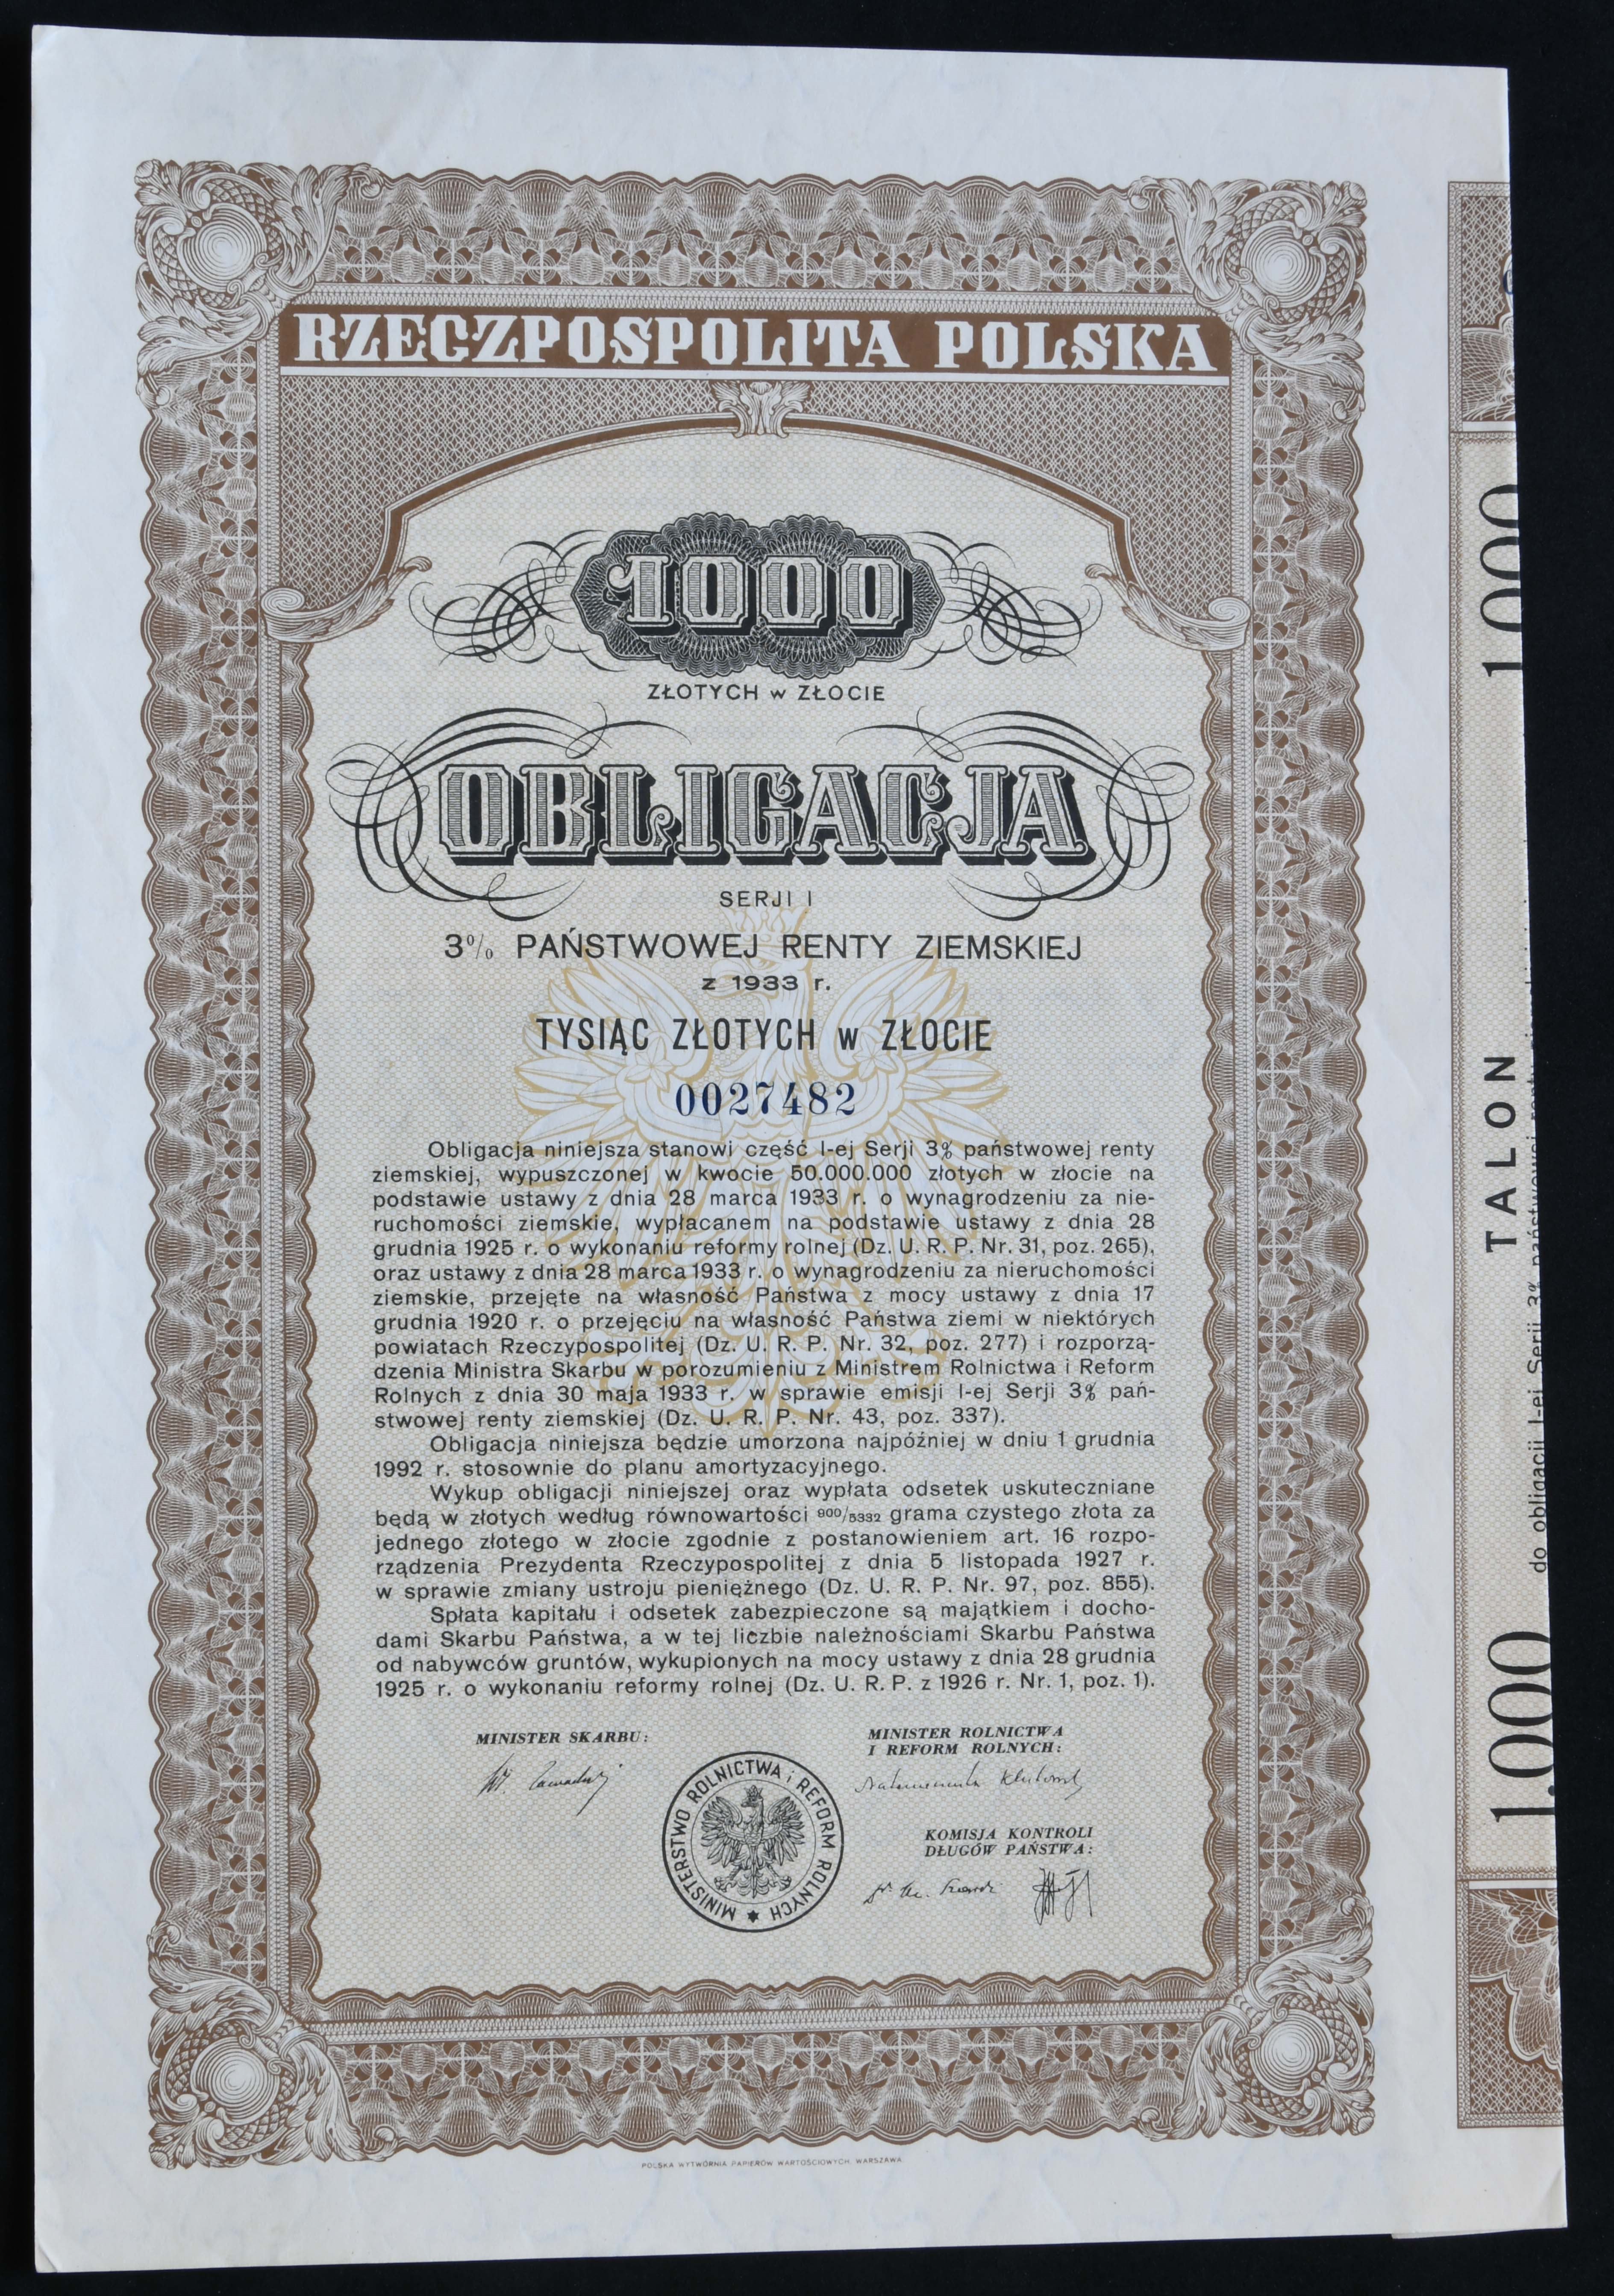 RZECZPOSPOLITA POLSKA
1000
ZŁOTYCH w ZŁOCIE
OBLIGACJA
SERJI I
3% PAŃSTWOWEJ RENTY ZIEMSKIEJ
z 1933 r.
TYSIĄC ZŁOTYCH w ZŁOCIE
0027482
Obligacja niniejsza stanowi część I-ej Serji 3% państwowej renty
ziemskiej, wypuszczonej w kwocie 50.000.000 złotych w złocie na
podstawie ustawy z dnia 28 marca 1933 r. o wynagrodzeniu za nie-
ruchomości ziemskie, wypłacanem na podstawie ustawy z dnia 28
grudnia 1925 r. o wykonaniu reformy rolnej (Dz. U. R. P. Nr. 31, poz. 265),
oraz ustawy z dnia 28 marca 1933 r. o wynagrodzeniu za nieruchomości
ziemskie, przejęte na własność Państwa z mocy ustawy z dnia 17
grudnia 1920 r. o przejęciu na własność Państwa ziemi w niektórych
powiatach Rzeczypospolitej (Dz. U. R. P. Nr. 32, poz. 277) i rozporzą-
dzenia Ministra Skarbu w porozumieniu z Ministrem Rolnictwa i Reform
Rolnych z dnia 30 maja 1933 r. w sprawie emisji I-ej Serji 3% pań-
stwowej renty ziemskiej (Dz. U. R. P. Nr. 43, poz. 337).
Obligacja niniejsza będzie umorzona najpóźniej w dniu 1 grudnia
1992 r. stosownie do planu amortyzacyjnego.
Wykup obligacji niniejszej oraz wypłata odsetek uskuteczniane
będą w złotych według równowartości 900/5332 grama czystego złota za
jednego złotego w złocie zgodnie z postanowieniem art. 16 rozpo-
rządzenia Prezydenta Rzeczypospolitej z dnia 5 listopada 1927 r.
w sprawie zmiany ustroju pieniężnego (Dz. U. R. P. Nr. 97, poz. 855).
Spłata kapitału i odsetek zabezpieczone są majątkiem i docho-
dami Skarbu Państwa, a w tej liczbie należnościami Skarbu Państwa
od nabywców gruntów, wykupionych na mocy ustawy z dnia 28 grudnia
1925 r. o wykonaniu reformy rolnej (Dz. U. R. P. z 1926 r. Nr. 1, poz. 1).
MINISTER SKARBU:
MINISTER ROLNICTWA
I REFORM ROLNYCH:
MINISTERSTWO ROLNICTWA i REFORM ROLNYCH
KOMISJA KONTROLI
DŁUGÓW PAŃSTWA:
POLSKA WYTWÓRNIA PAPIERÓW WARTOŚCIOWYCH, WARSZAWA
1.000
1.000
TALON
do obligacji I-ej Serji 3% państwowej